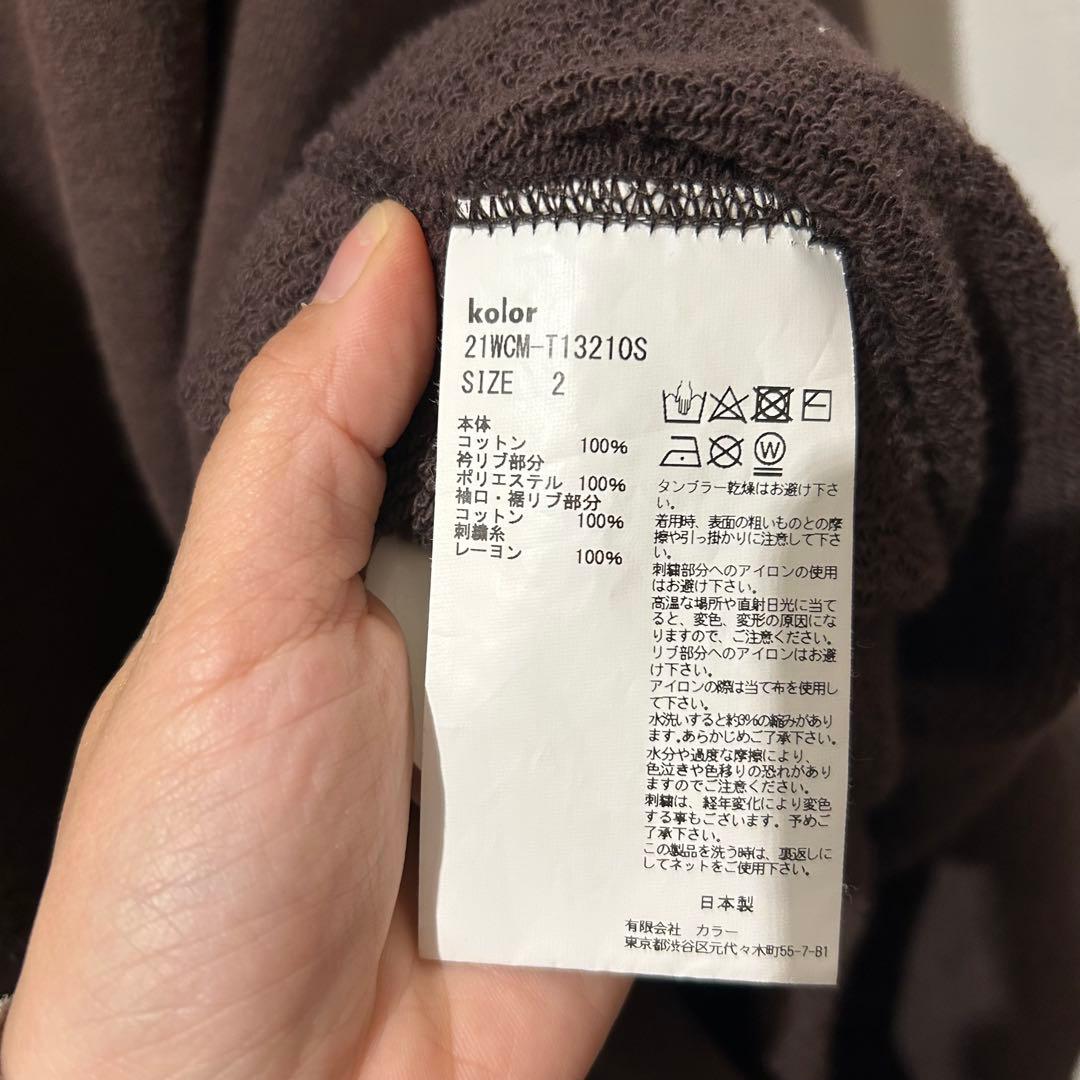 kolor
21WCM-T13210S
SIZE 2
本体
コットン 100%
衿リブ部分
ポリエステル 100%
袖口・裾リブ部分
コットン 100%
刺繍糸
レーヨン 100%
W
タンブラー乾燥はお避け下さ
い。
着用時、表面の粗いものとの摩
擦や引っ掛かりに注意して下さ
い。
刺繍部分へのアイロンの使用
はお避け下さい。
高温な場所や直射日光に当て
ると、変色、変形の原因にな
りますので、ご注意ください。
リブ部分へのアイロンはお避
け下さい。
アイロンの際は当て布を使用し
て下さい。
水洗いすると約3%の縮みがあり
ます。あらかじめご了承下さい。
水分や過度な摩擦により、
色泣きや色移りの恐れがあり
ますのでご注意ください。
刺繍は、経年変化により変色
する事もございます。予めご
了承下さい。
この製品を洗う時は、裏返しに
してネットをご使用下さい。
日本製
有限会社 カラー
東京都渋谷区元代々木町55-7-B1